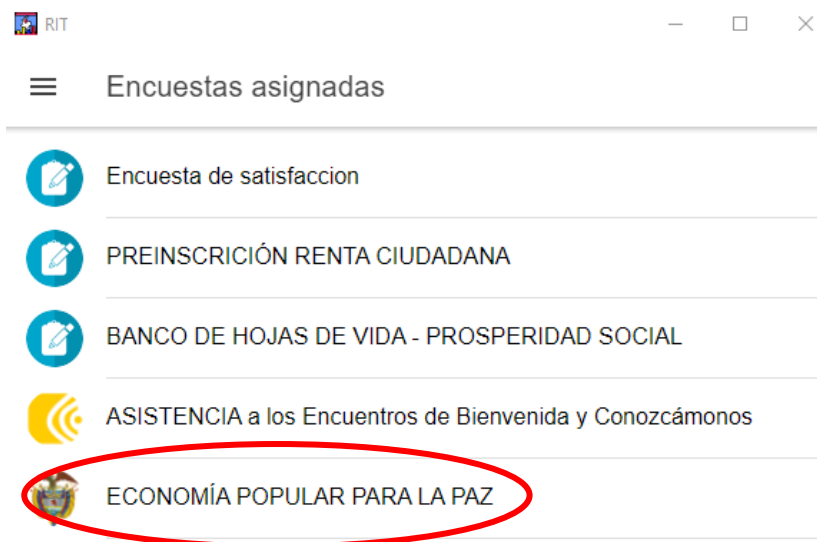 RIT
Encuestas asignadas
Encuesta de satisfaccion
PREINSCRICIÓN RENTA CIUDADANA
BANCO DE HOJAS DE VIDA - PROSPERIDAD SOCIAL
ASISTENCIA a los Encuentros de Bienvenida y Conozcámonos
ECONOMÍA POPULAR PARA LA PAZ